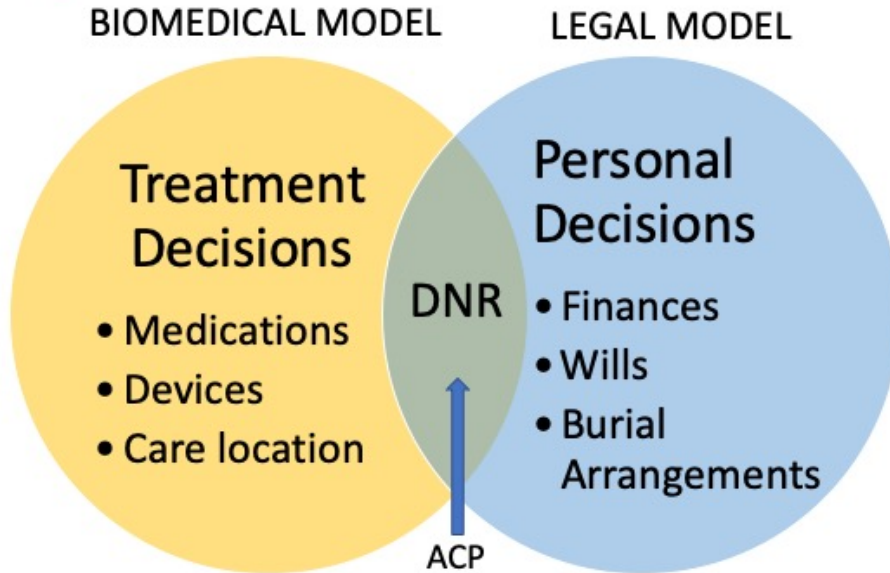 BIOMEDICAL MODEL
LEGAL MODEL
Treatment
Decisions
• Medications
• Devices
• Care location
DNR
Personal
Decisions
• Finances
• Wills
• Burial
Arrangements
ACP